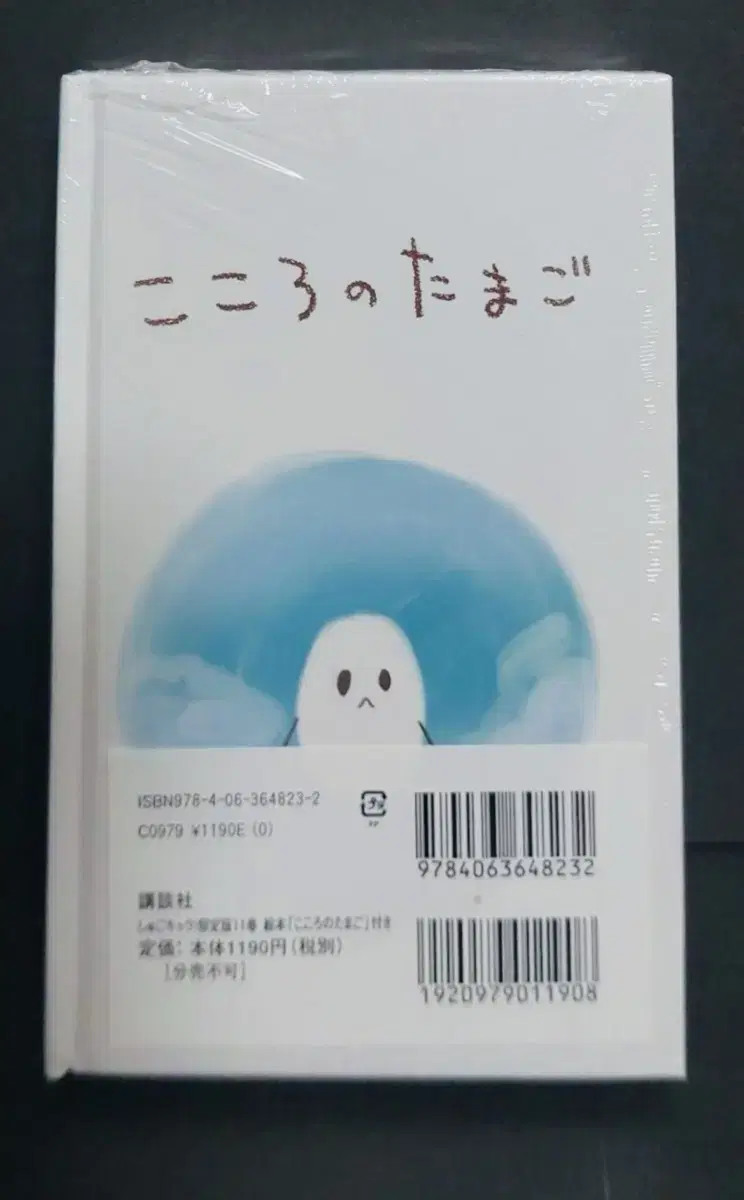 こころのたまご
ISBN978-4-06-364823-2
C0979 ¥1190E (0)
9784063648232
講談社
しゅごキャラ!限定版11巻 絵本「こころのたまご」付き
定価:本体1190円(税別)
[分売不可]
1920979011908